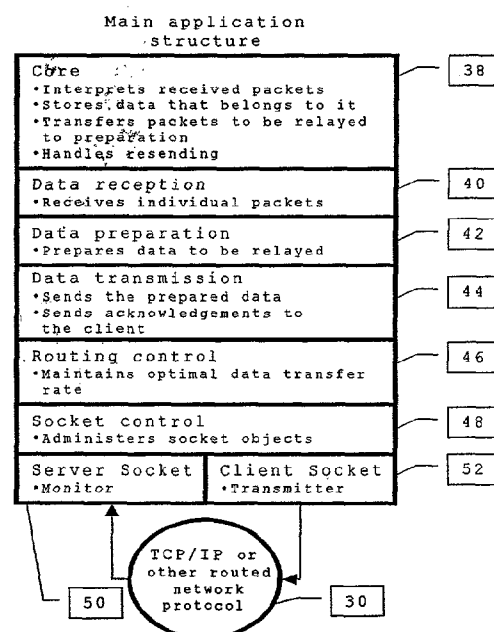 Main application
structure
Core
•Interprets received packets
•Stores data that belongs to it
•Transfers packets to be relayed
to preparation
•Handles resending
38
Data reception
•Receives individual packets
40
Data preparation
•Prepares data to be relayed
42
Data transmission
•Sends the prepared data
•Sends acknowledgements to
the client
44
Routing control
•Maintains optimal data transfer
rate
46
Socket control
•Administers socket objects
48
Server Socket
•Monitor
Client Socket
•Transmitter
52
TCP/IP or
other routed
network
protocol
50
30